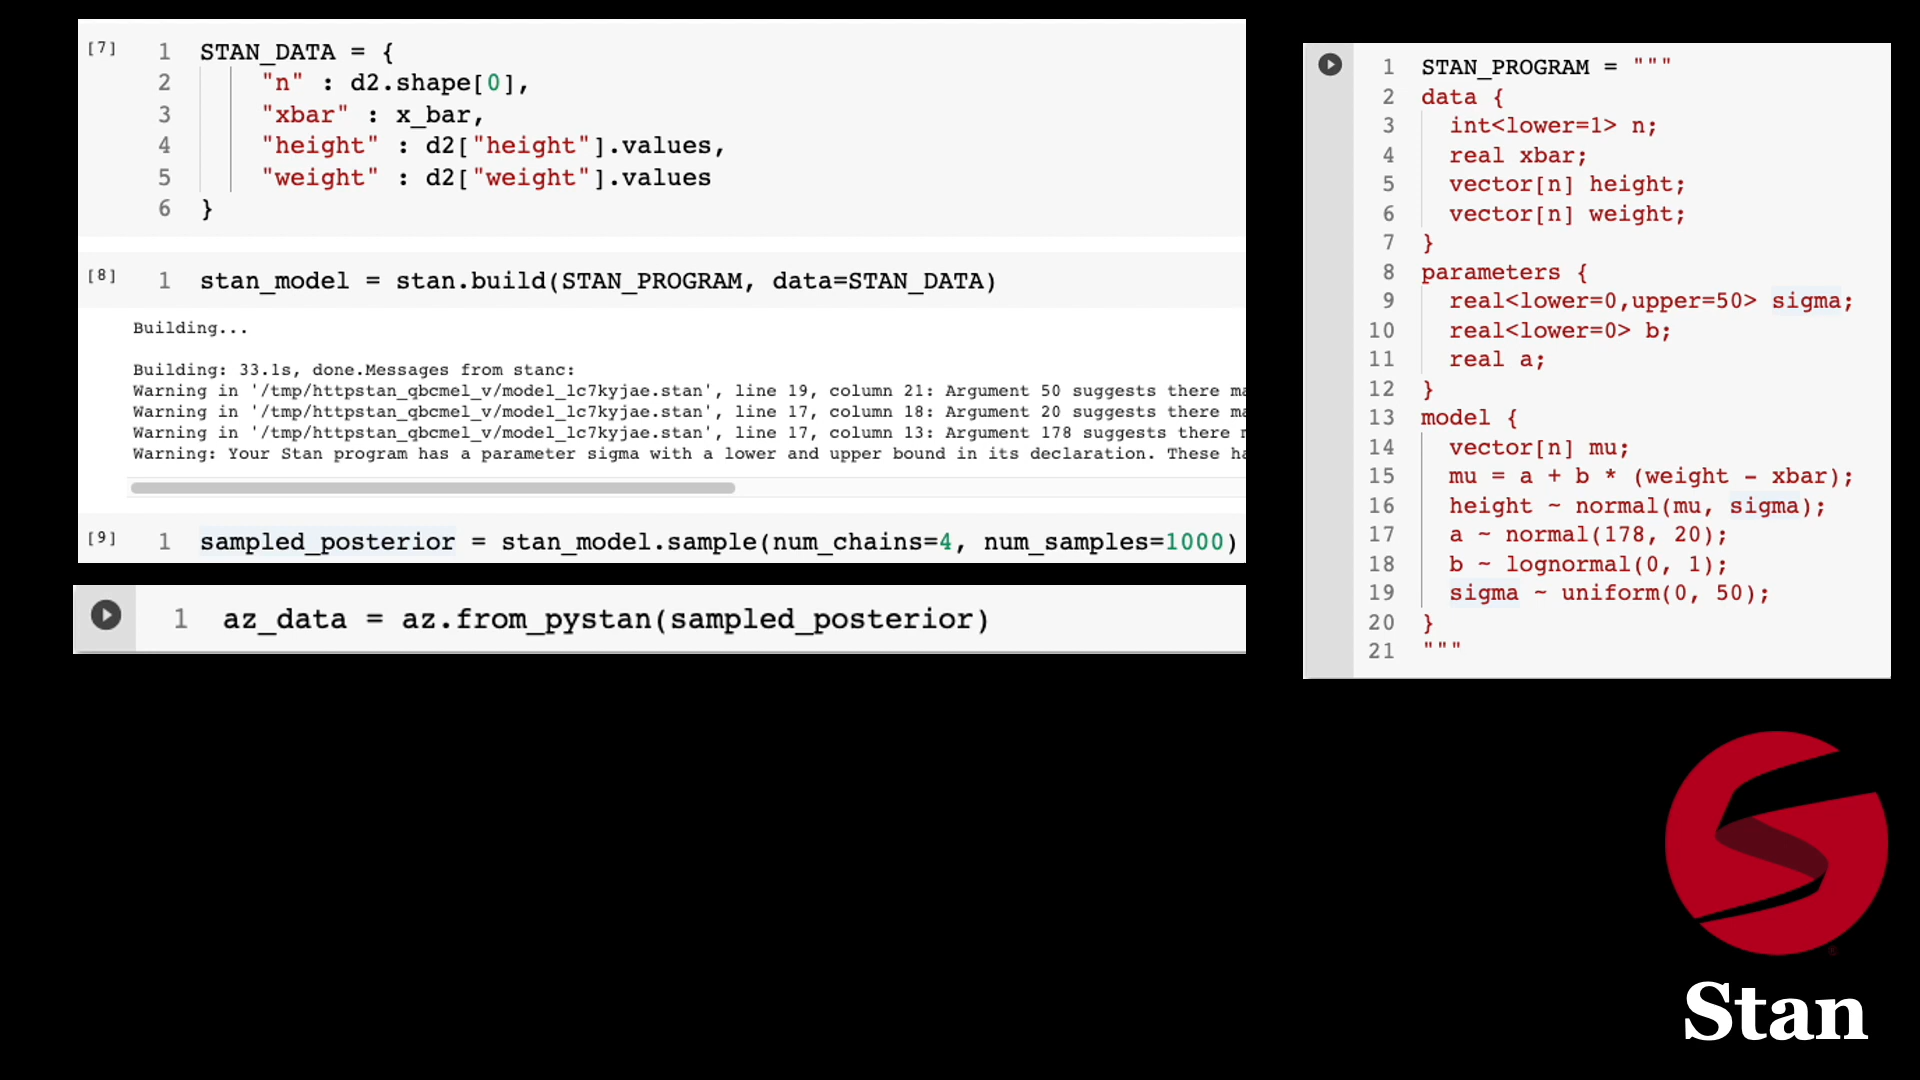 [7]
1 STAN_DATA = {
2 "n" : d2.shape[0],
3 "xbar" : x_bar,
4 "height" : d2["height"].values,
5 "weight" : d2["weight"].values
6 }
[8]
1 stan_model = stan.build(STAN_PROGRAM, data=STAN_DATA)
Building...
Building: 33.1s, done.Messages from stanc:
Warning in '/tmp/httpstan_qbcmel_v/model_lc7kyjae.stan', line 19, column 21: Argument 50 suggests there
Warning in '/tmp/httpstan_qbcmel_v/model_lc7kyjae.stan', line 17, column 18: Argument 20 suggests there
Warning in '/tmp/httpstan_qbcmel_v/model_lc7kyjae.stan', line 17, column 13: Argument 178 suggests there
Warning: Your Stan program has a parameter sigma with a lower and upper bound in its declaration. These
[9]
1 sampled_posterior = stan_model.sample(num_chains=4, num_samples=1000)
1 az_data = az.from_pystan(sampled_posterior)
1 STAN_PROGRAM = """
2 data {
3 int<lower=1> n;
4 real xbar;
5 vector[n] height;
6 vector[n] weight;
7 }
8 parameters {
9 real<lower=0,upper=50> sigma;
10 real<lower=0> b;
11 real a;
12 }
13 model {
14 vector[n] mu;
15 mu = a + b * (weight - xbar);
16 height ~ normal(mu, sigma);
17 a ~ normal(178, 20);
18 b ~ lognormal(0, 1);
19 sigma ~ uniform(0, 50);
20 }
21 """
Stan